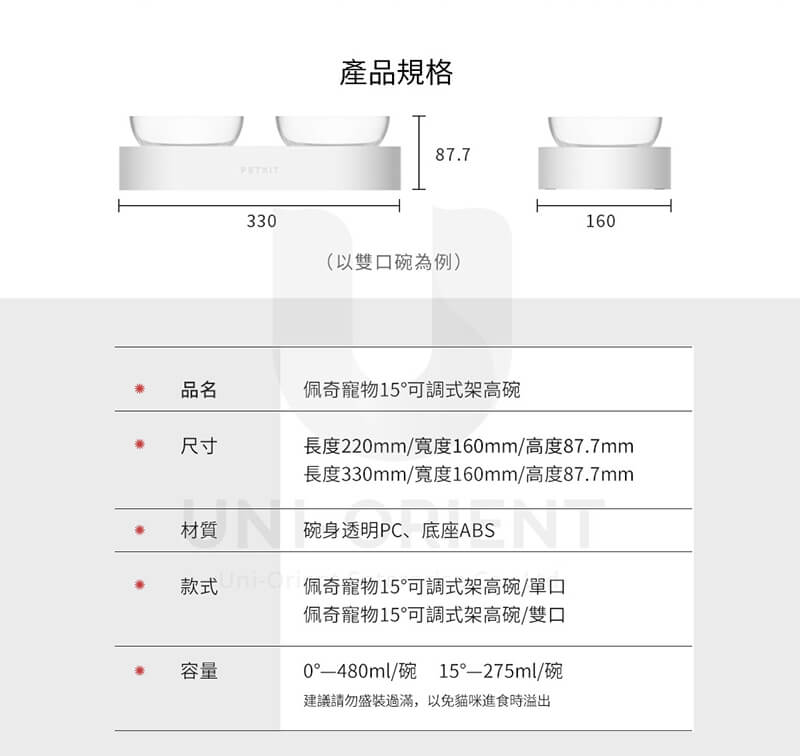 產品規格
PETKIT
87.7
330
160
（以雙口碗為例）
品名 佩奇寵物15°可調式架高碗
尺寸 長度220mm/寬度160mm/高度87.7mm
長度330mm/寬度160mm/高度87.7mm
UNI-ORIENT
材質 碗身透明PC、底座ABS
款式 佩奇寵物15°可調式架高碗/單口
佩奇寵物15°可調式架高碗/雙口
容量 0°—480ml/碗 15°—275ml/碗
建議請勿盛裝過滿，以免貓咪進食時溢出